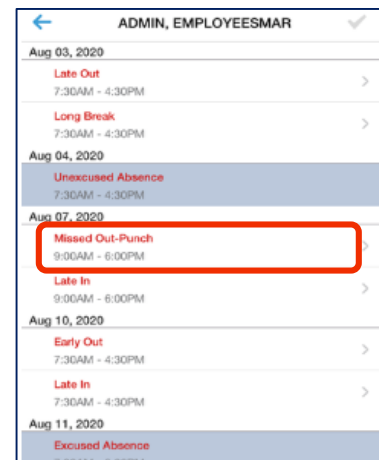 ADMIN, EMPLOYEESMAR
Aug 03, 2020
Late Out
7:30AM - 4:30PM
Long Break
7:30AM - 4:30PM
Aug 04, 2020
Unexcused Absence
7:30AM - 4:30PM
Aug 07, 2020
Missed Out-Punch
9:00AM - 6:00PM
Late In
9:00AM - 6:00PM
Aug 10, 2020
Early Out
7:30AM - 4:30PM
Late In
7:30AM - 4:30PM
Aug 11, 2020
Excused Absence